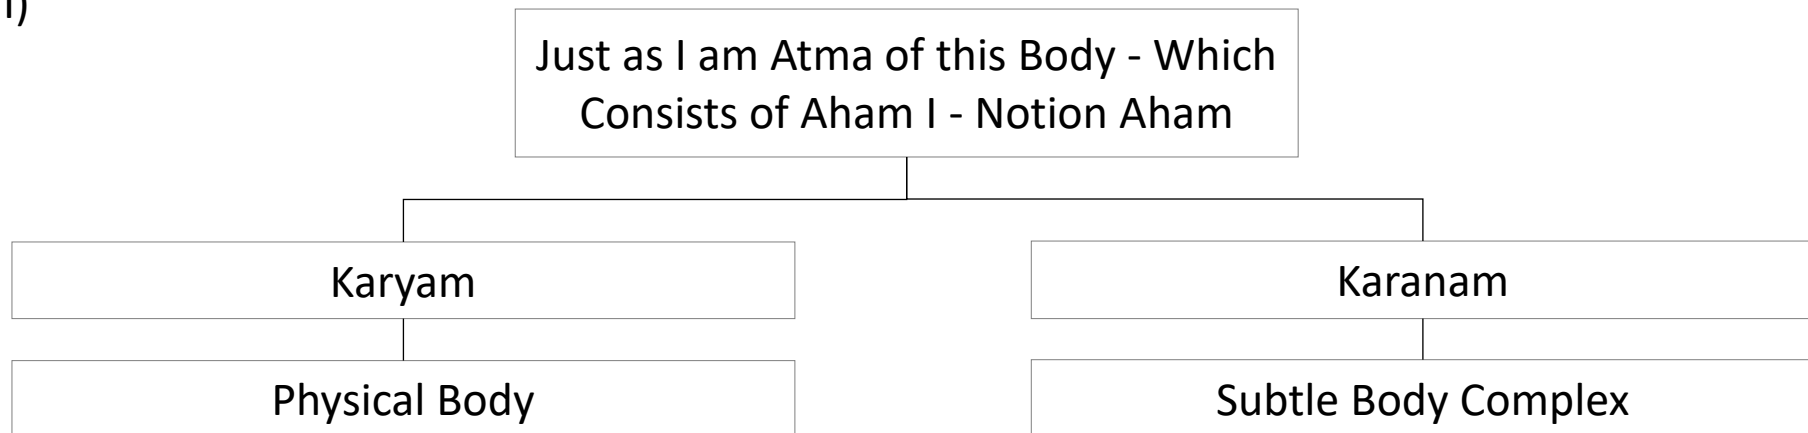 I)
Just as I am Atma of this Body - Which
Consists of Aham I - Notion Aham
Karyam
Karanam
Physical Body
Subtle Body Complex